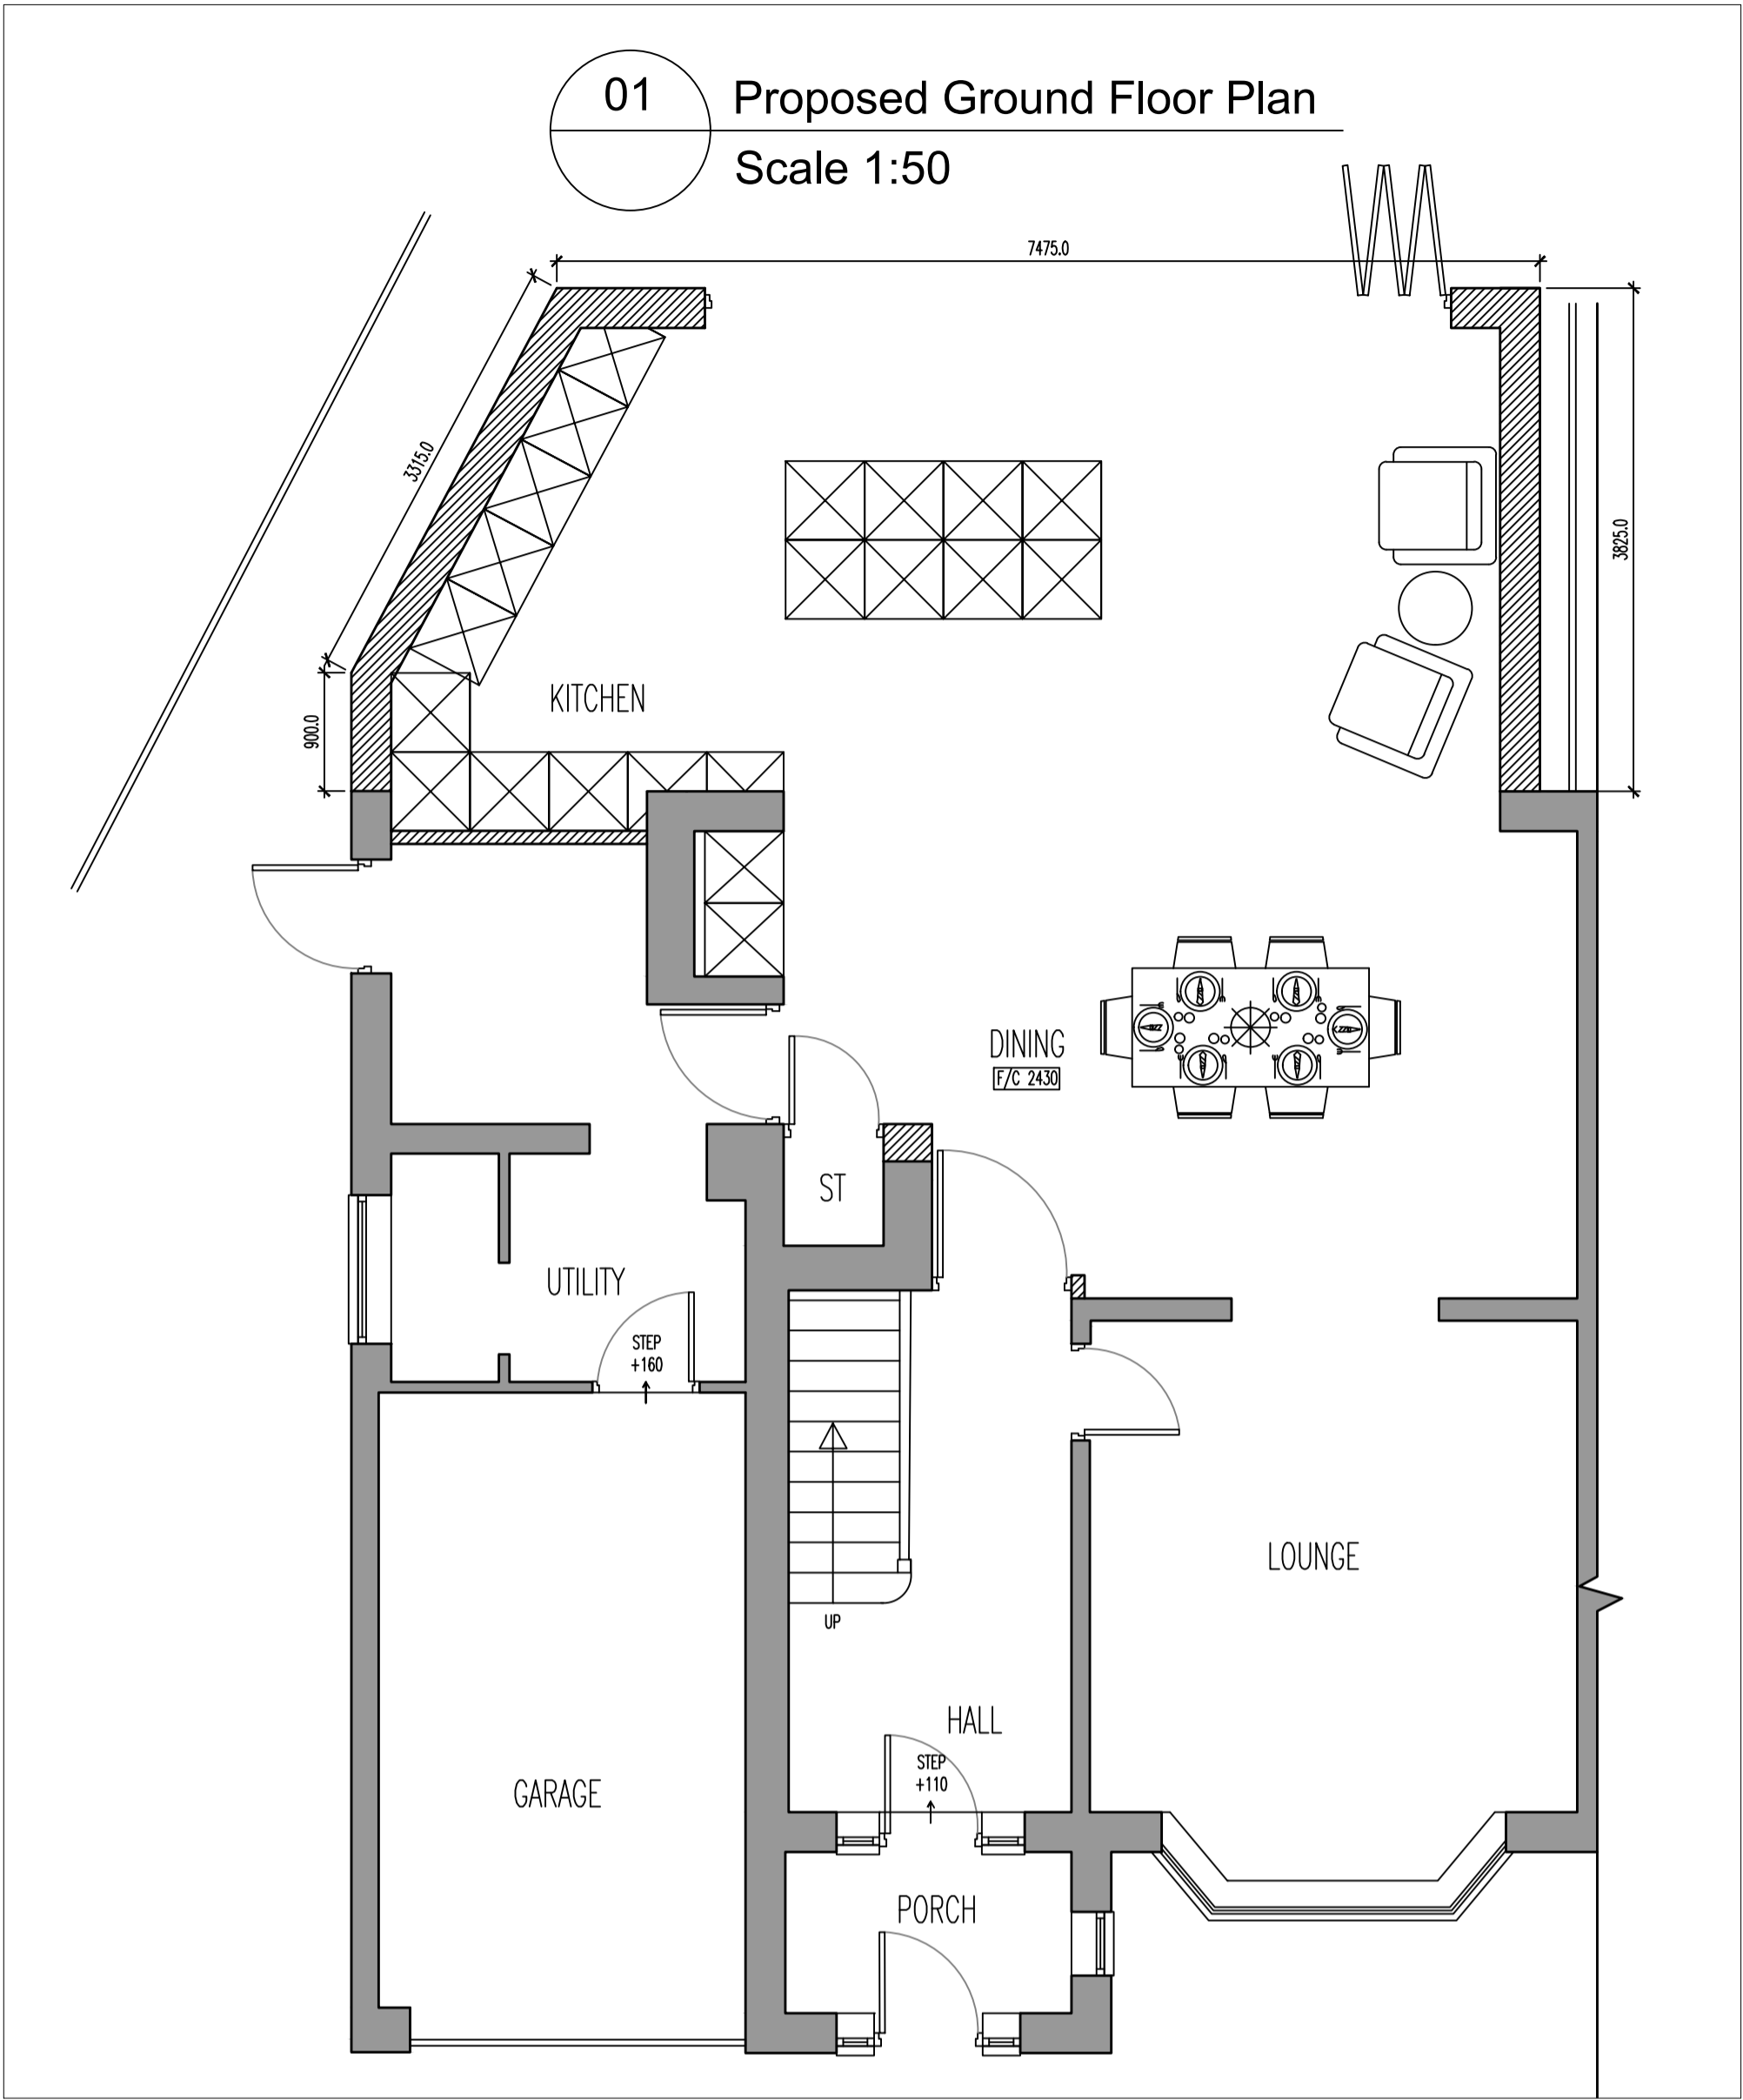 01
Proposed Ground Floor Plan
Scale 1:50
7475.0
3315.0
3825.0
900.0
KITCHEN
DINING
F/C 2430
ST
UTILITY
STEP
+160
UP
LOUNGE
HALL
STEP
+110
GARAGE
PORCH